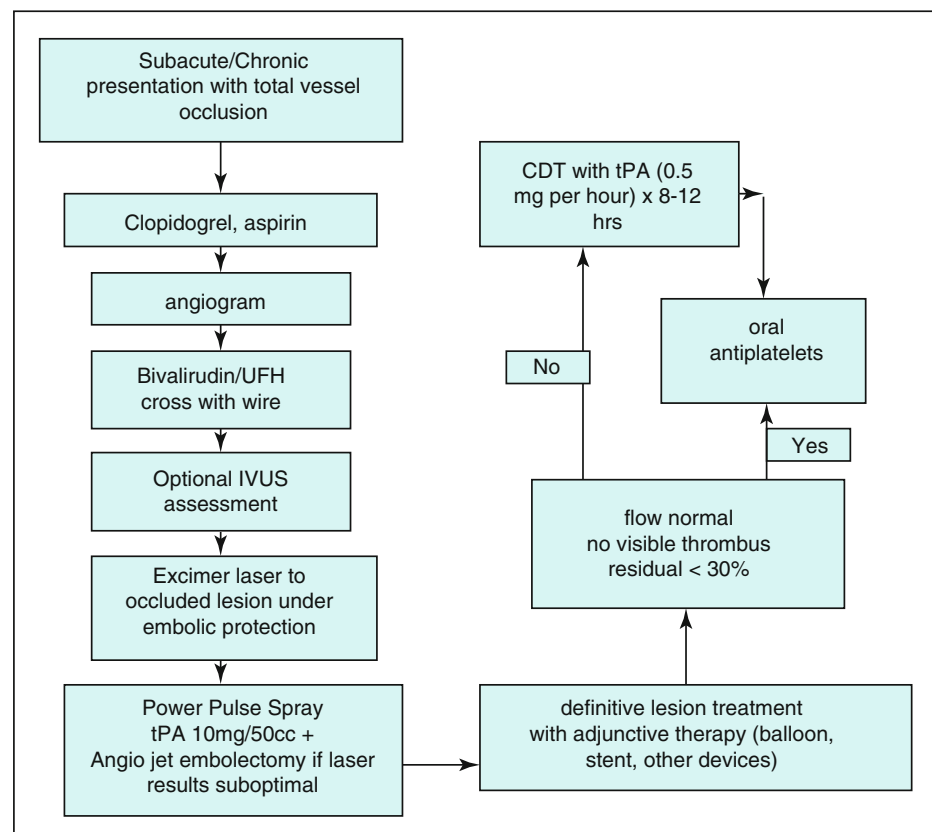 Subacute/Chronic
presentation with total vessel
occlusion
Clopidogrel, aspirin
angiogram
Bivalirudin/UFH
cross with wire
Optional IVUS
assessment
Excimer laser to
occluded lesion under
embolic protection
Power Pulse Spray
tPA 10mg/50cc +
Angio jet embolectomy if laser
results suboptimal
definitive lesion treatment
with adjunctive therapy (balloon,
stent, other devices)
flow normal
no visible thrombus
residual < 30%
No
CDT with tPA (0.5
mg per hour) x 8-12
hrs
Yes
oral
antiplatelets